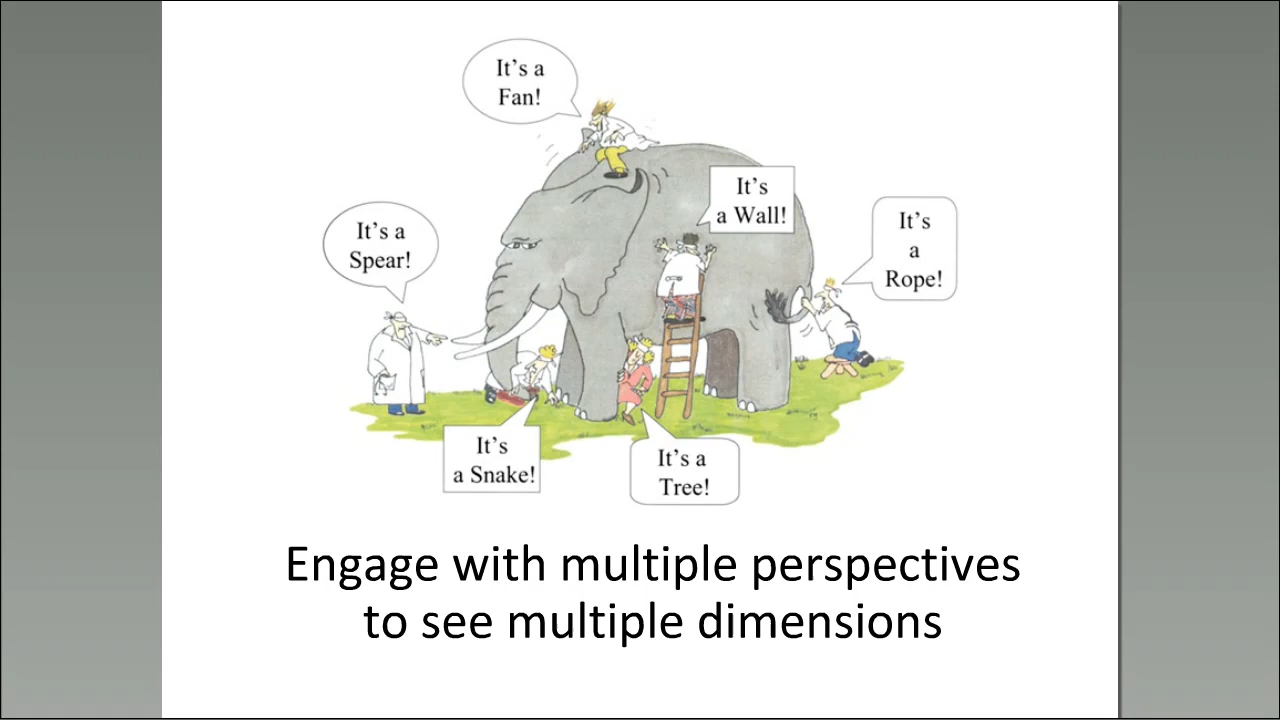 It's a
Fan!
It's
a Wall!
It's
a
Rope!
It's a
Spear!
It's
a Snake!
It's a
Tree!
Engage with multiple perspectives
to see multiple dimensions